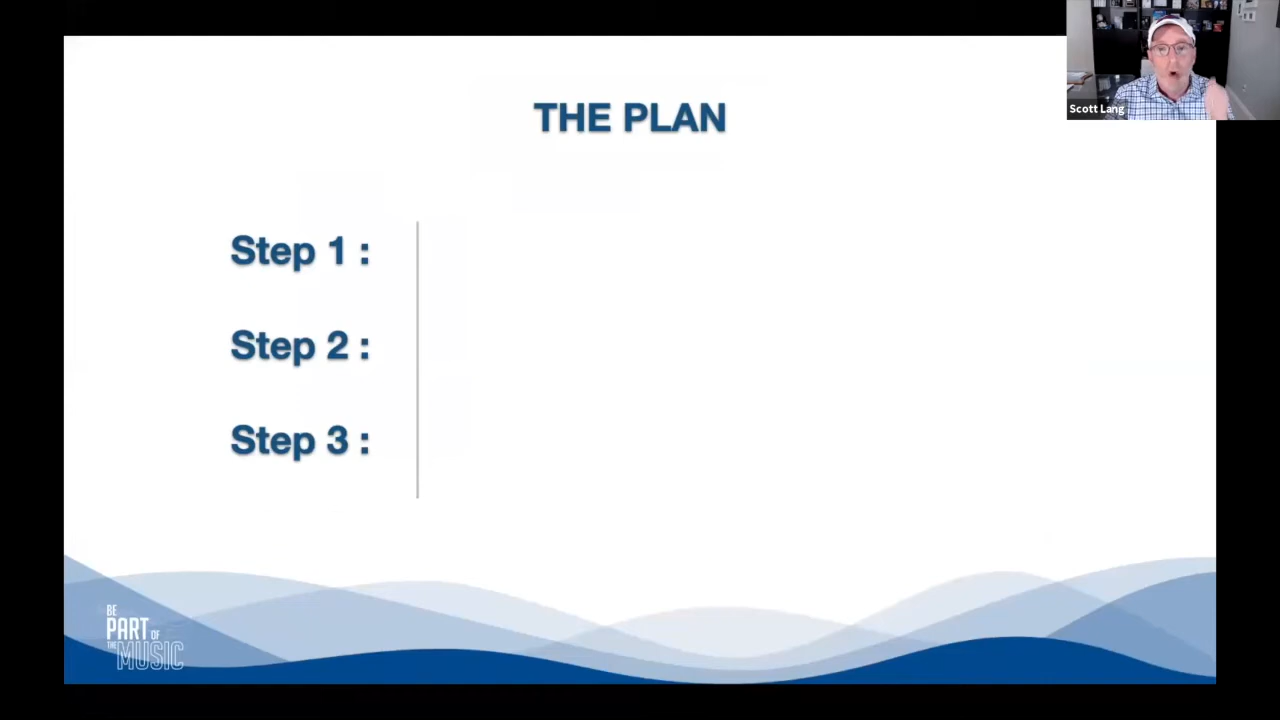 THE PLAN
Scott Lang
Step 1 :
Step 2 :
Step 3 :
BE
PART OF
THE MUSIC